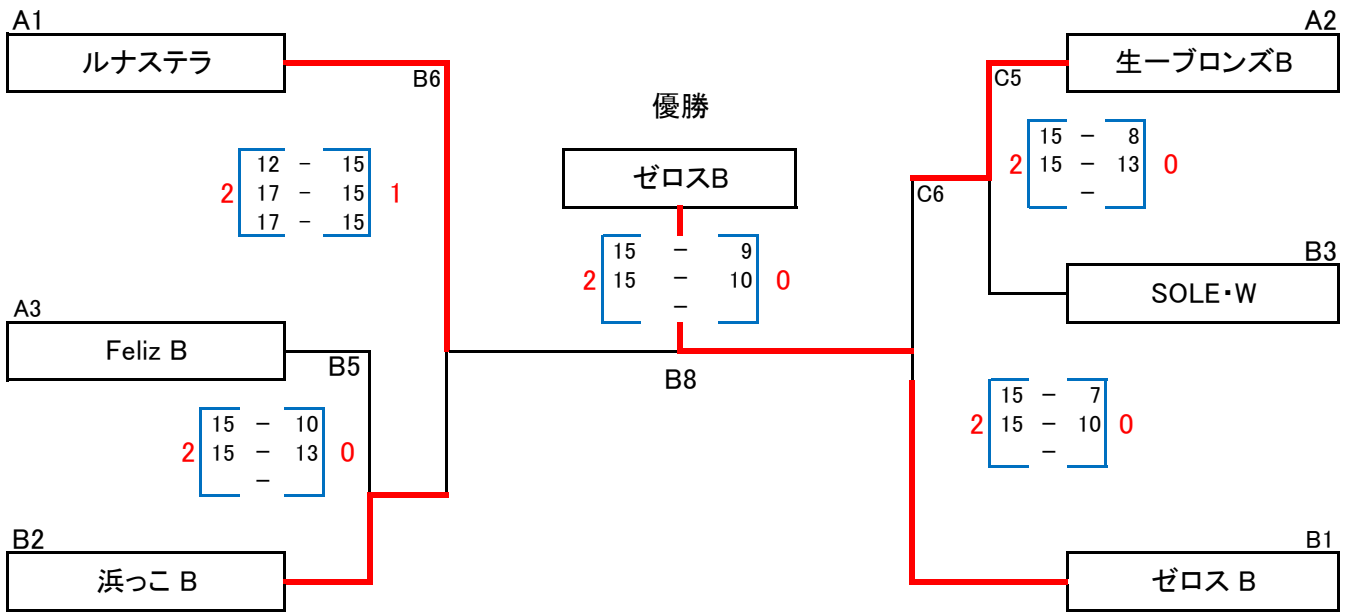 A1
ルナステラ
B6
2
12 － 15
17 － 15
17 － 15
1
A3
Feliz B
B5
2
15 － 10
15 － 13
－
0
B2
浜っこ B
優勝
ゼロスB
2
15 － 9
15 － 10
－
0
B8
A2
生一ブロンズB
C5
2
15 － 8
15 － 13
－
0
C6
B3
SOLE・W
2
15 － 7
15 － 10
－
0
B1
ゼロス B